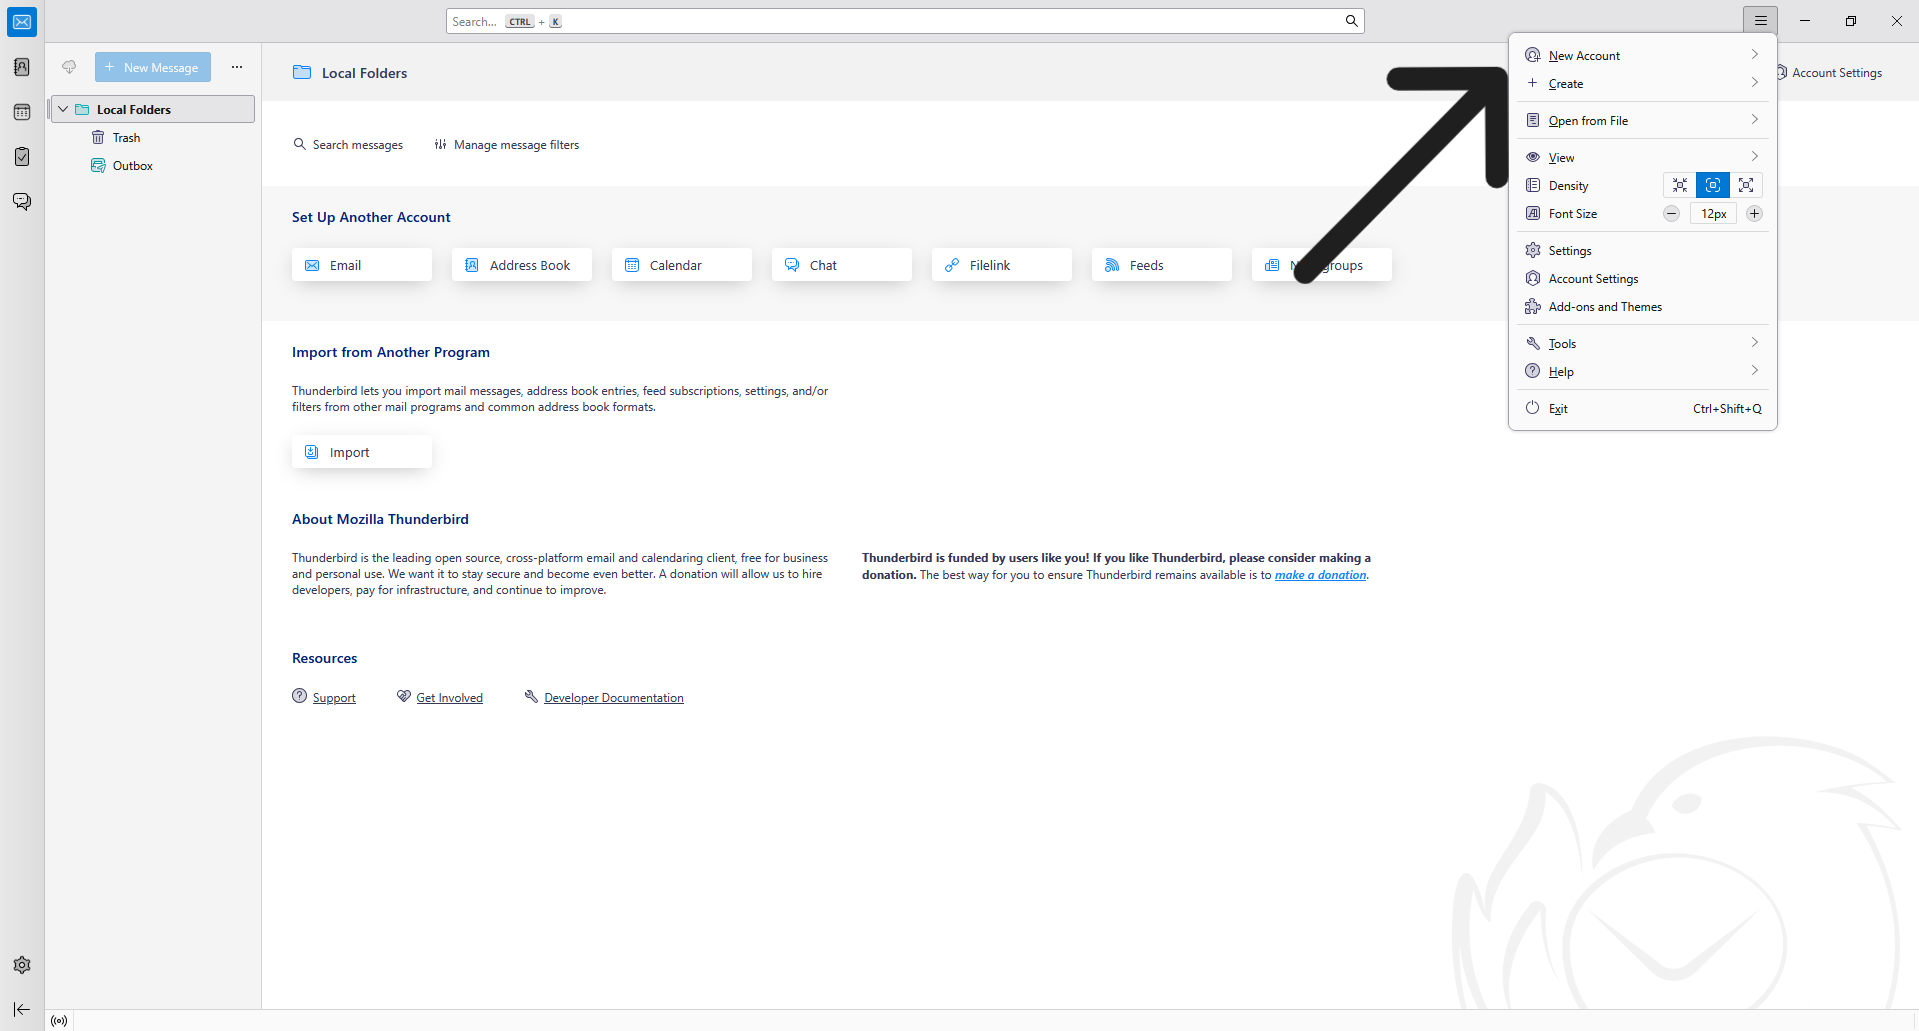 Search... CTRL + K
New Message
Local Folders
Trash
Outbox
Local Folders
Account Settings
Search messages
Manage message filters
Set Up Another Account
Email
Address Book
Calendar
Chat
Filelink
Feeds
Import from Another Program
Thunderbird lets you import mail messages, address book entries, feed subscriptions, settings, and/or
filters from other mail programs and common address book formats.
Import
About Mozilla Thunderbird
Thunderbird is the leading open source, cross-platform email and calendaring client, free for business
and personal use. We want it to stay secure and become even better. A donation will allow us to hire
developers, pay for infrastructure, and continue to improve.
Thunderbird is funded by users like you! If you like Thunderbird, please consider making a
donation. The best way for you to ensure Thunderbird remains available is to make a donation.
Resources
Support
Get Involved
Developer Documentation
New Account
Create
Open from File
View
Density
Font Size 12px
Settings
Account Settings
Add-ons and Themes
Tools
Help
Exit Ctrl+Shift+Q